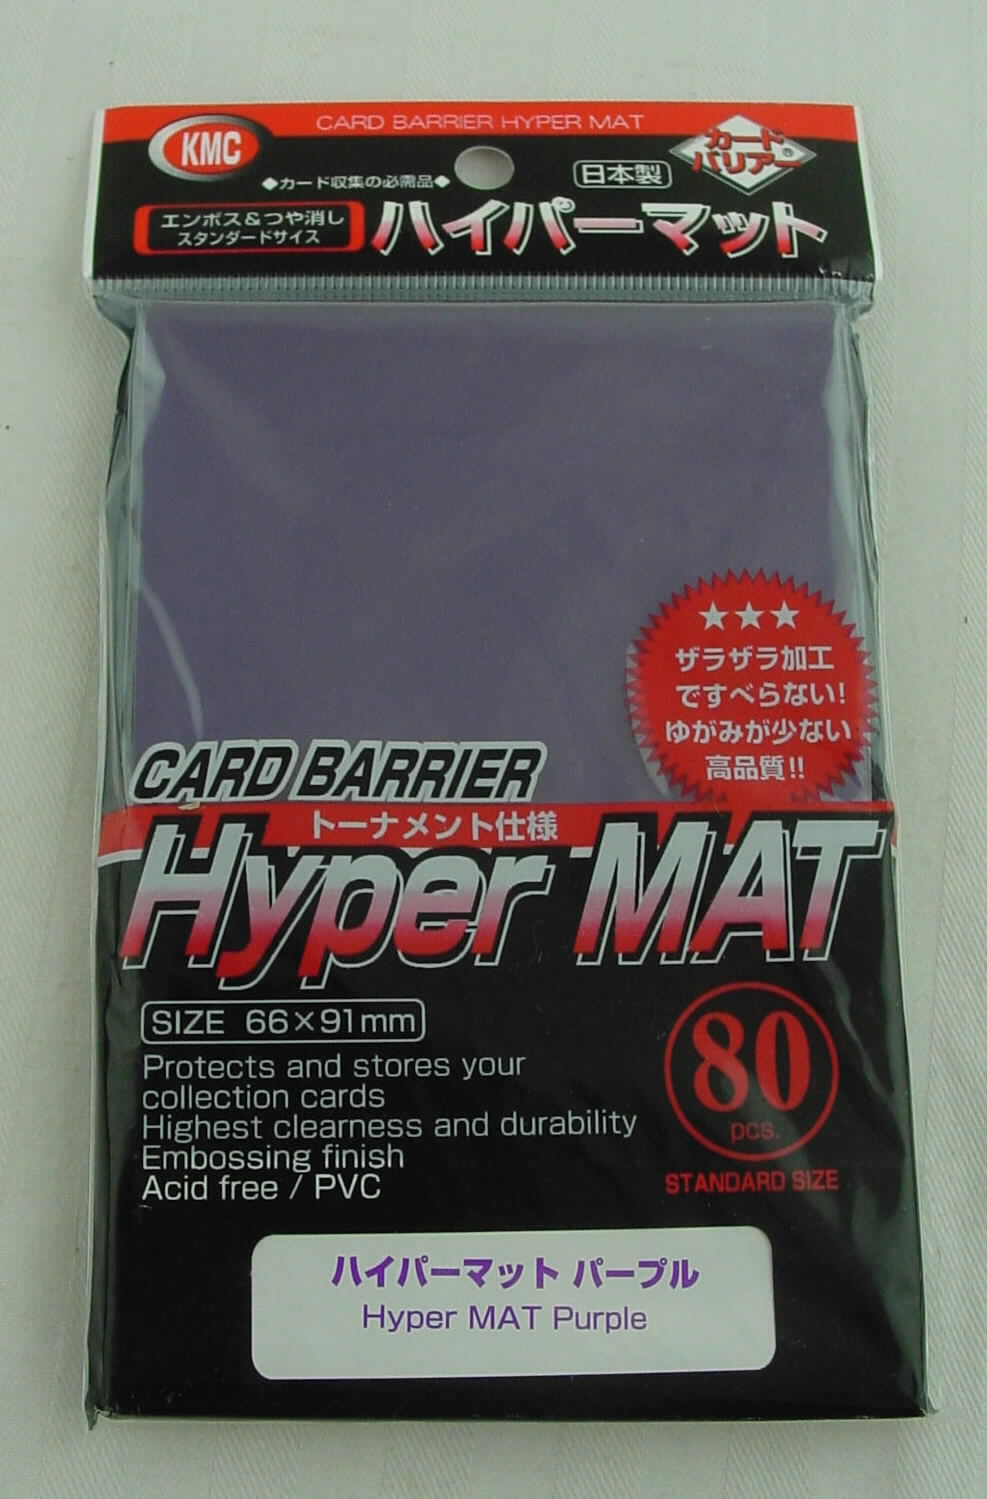 CARD BARRIER HYPER MAT
KMC
カード
バリアー®
◆カード収集の必需品◆
日本製
エンボス&つや消し
スタンダードサイズ
ハイパーマット
★★★
ザラザラ加工
ですべらない!
ゆがみが少ない
高品質!!
CARD BARRIER
トーナメント仕様
Hyper MAT
SIZE 66×91mm
Protects and stores your
collection cards
Highest clearness and durability
Embossing finish
Acid free / PVC
80
pcs.
STANDARD SIZE
ハイパーマット パープル
Hyper MAT Purple